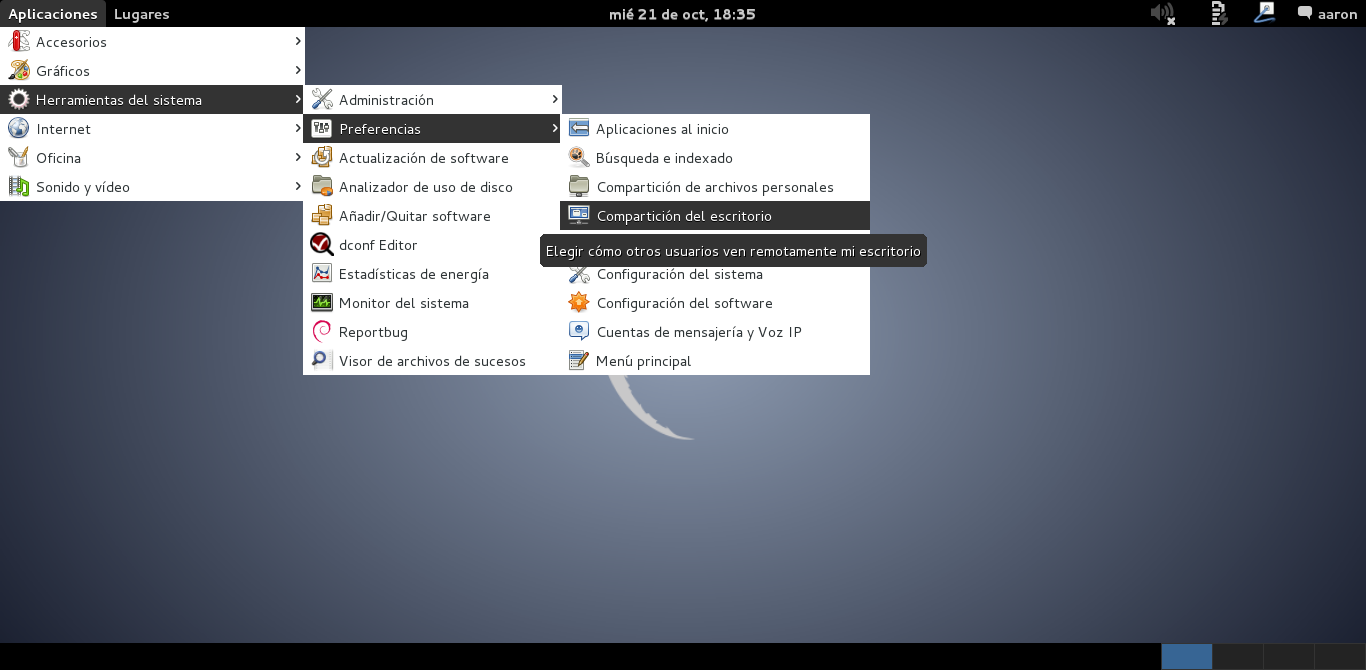 Aplicaciones Lugares mié 21 de oct, 18:35 aaron
Accesorios
Gráficos
Herramientas del sistema
Internet
Oficina
Sonido y vídeo
Administración
Preferencias
Actualización de software
Analizador de uso de disco
Añadir/Quitar software
dconf Editor
Estadísticas de energía
Monitor del sistema
Reportbug
Visor de archivos de sucesos
Aplicaciones al inicio
Búsqueda e indexado
Compartición de archivos personales
Compartición del escritorio
Elegir cómo otros usuarios ven remotamente mi escritorio
Configuración del sistema
Configuración del software
Cuentas de mensajería y Voz IP
Menú principal